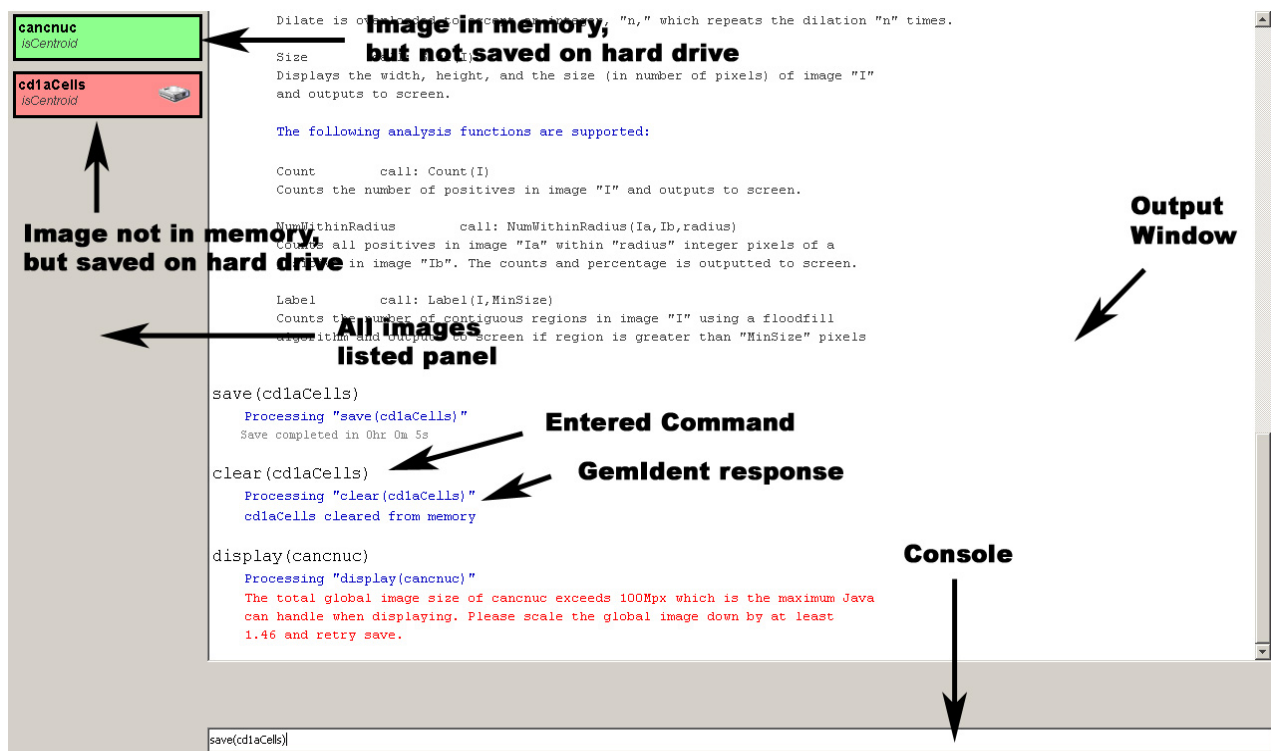 cancnuc
isCentroid
cd1aCells
isCentroid
Image in memory,
but not saved on hard drive
Image not in memory,
but saved on hard drive
All images
listed panel
Output
Window
Entered Command
GemIdent response
Console
Dilate is overloaded to accept an integer, "n," which repeats the dilation "n" times.
Size
Displays the width, height, and the size (in number of pixels) of image "I"
and outputs to screen.
The following analysis functions are supported:
Count call: Count(I)
Counts the number of positives in image "I" and outputs to screen.
NumWithinRadius call: NumWithinRadius(Ia,Ib,radius)
Counts all positives in image "Ia" within "radius" integer pixels of a
in image "Ib". The counts and percentage is outputted to screen.
Label call: Label(I,MinSize)
Counts the number of contiguous regions in image "I" using a floodfill
algorithm and outputs to screen if region is greater than "MinSize" pixels
save(cd1aCells)
Processing "save(cd1aCells)"
Save completed in 0hr 0m 5s
clear(cd1aCells)
Processing "clear(cd1aCells)"
cd1aCells cleared from memory
display(cancnuc)
Processing "display(cancnuc)"
The total global image size of cancnuc exceeds 100Mpx which is the maximum Java
can handle when displaying. Please scale the global image down by at least
1.46 and retry save.
save(cd1aCells)